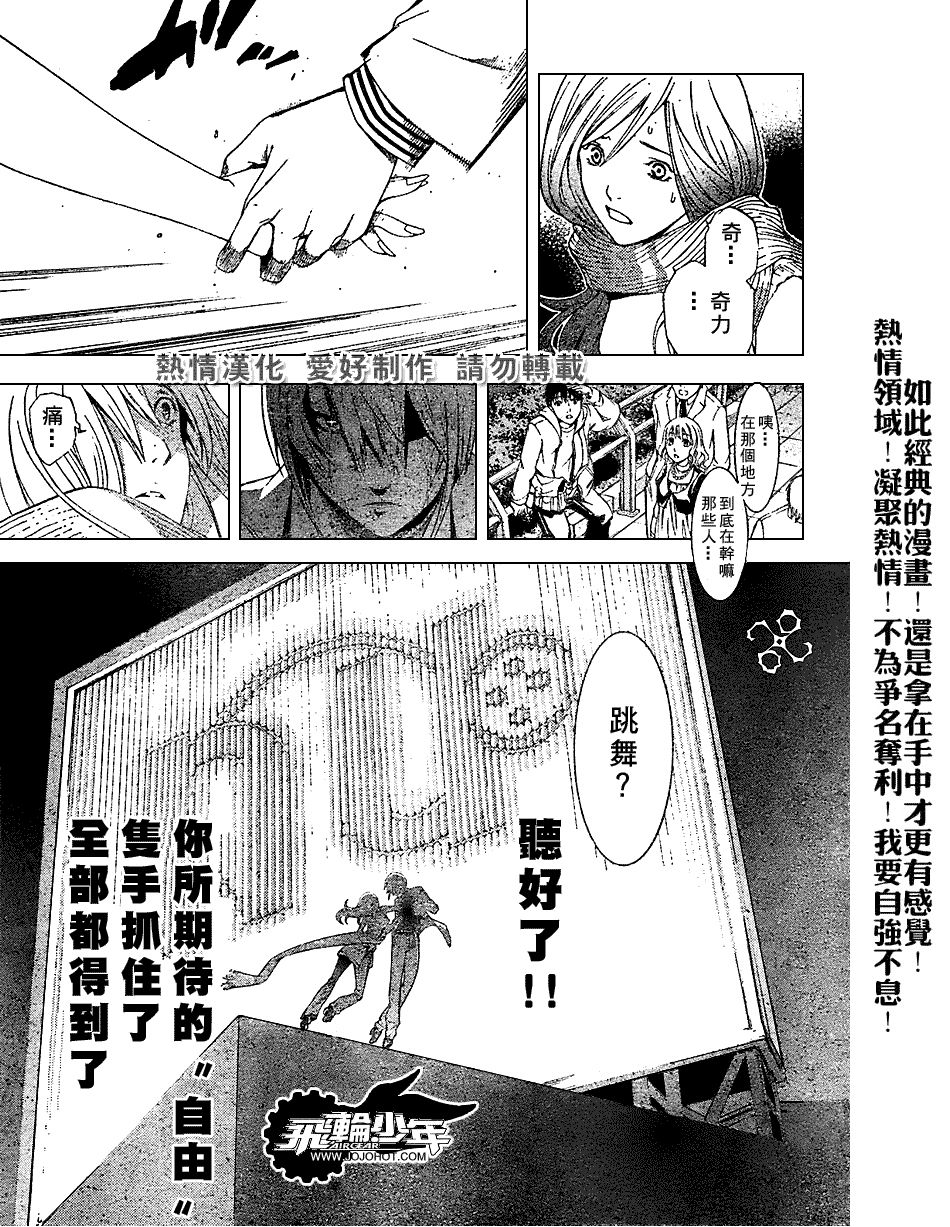 奇…
…奇力
熱情漢化 愛好制作 請勿轉載
咦…
在那個地方
到底在幹嘛
那些人…
痛…
跳舞？
聽好了!!
你所期待的〝自由〞
隻手抓住了
全部都得到了
飛輪少年
AIRGEAR
WWW.JOJOHOT.COM
如此經典的漫畫！還是拿在手中才更有感覺！
熱情領域！凝聚熱情！不為爭名奪利！我要自強不息！